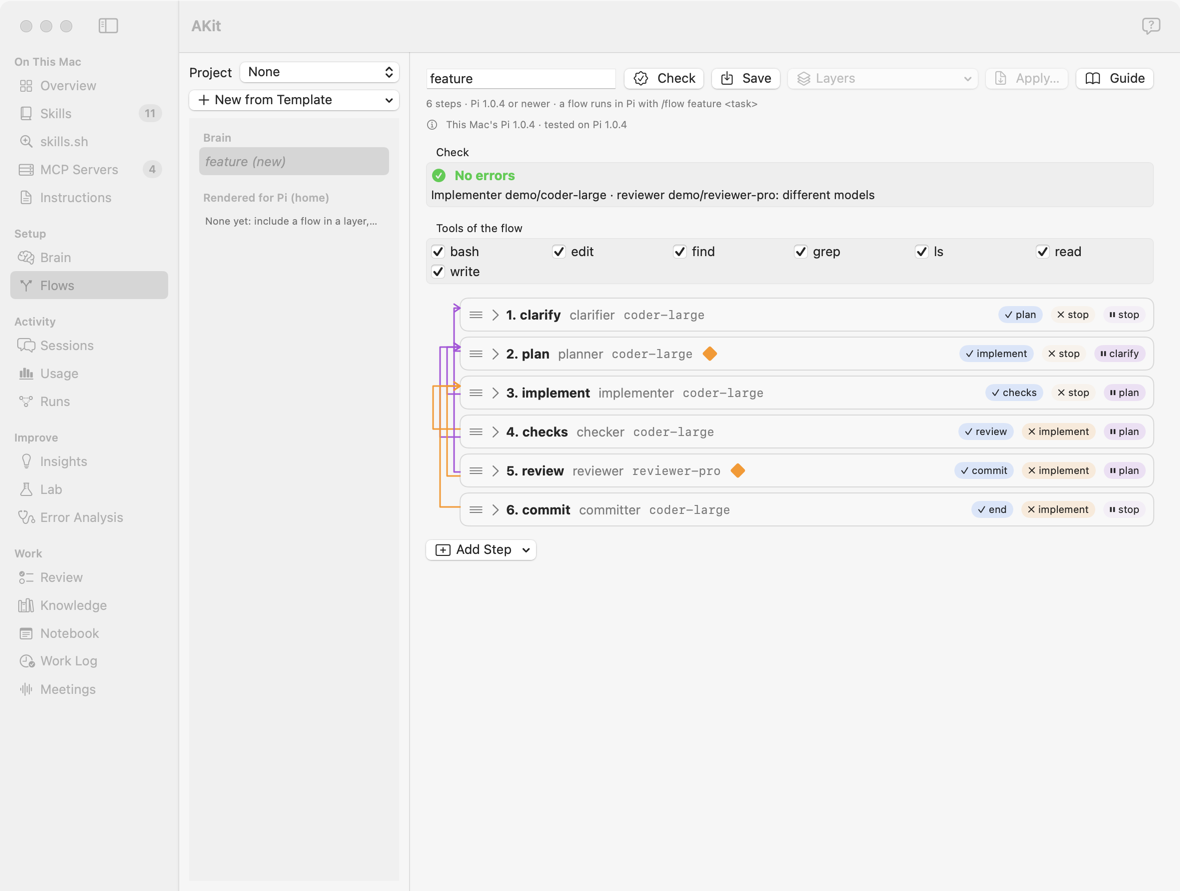 AKit
On This Mac
Overview
Skills 11
skills.sh
MCP Servers 4
Instructions
Setup
Brain
Flows
Activity
Sessions
Usage
Runs
Improve
Insights
Lab
Error Analysis
Work
Review
Knowledge
Notebook
Work Log
Meetings
Project None
New from Template
Brain
feature (new)
Rendered for Pi (home)
None yet: include a flow in a layer,...
feature Check Save Layers Apply... Guide
6 steps · Pi 1.0.4 or newer · a flow runs in Pi with /flow feature <task>
This Mac's Pi 1.0.4 · tested on Pi 1.0.4
Check
No errors
Implementer demo/coder-large · reviewer demo/reviewer-pro: different models
Tools of the flow
bash edit find grep ls read
write
1. clarify clarifier coder-large plan stop stop
2. plan planner coder-large implement stop clarify
3. implement implementer coder-large checks stop plan
4. checks checker coder-large review implement plan
5. review reviewer reviewer-pro commit implement plan
6. commit committer coder-large end implement stop
Add Step